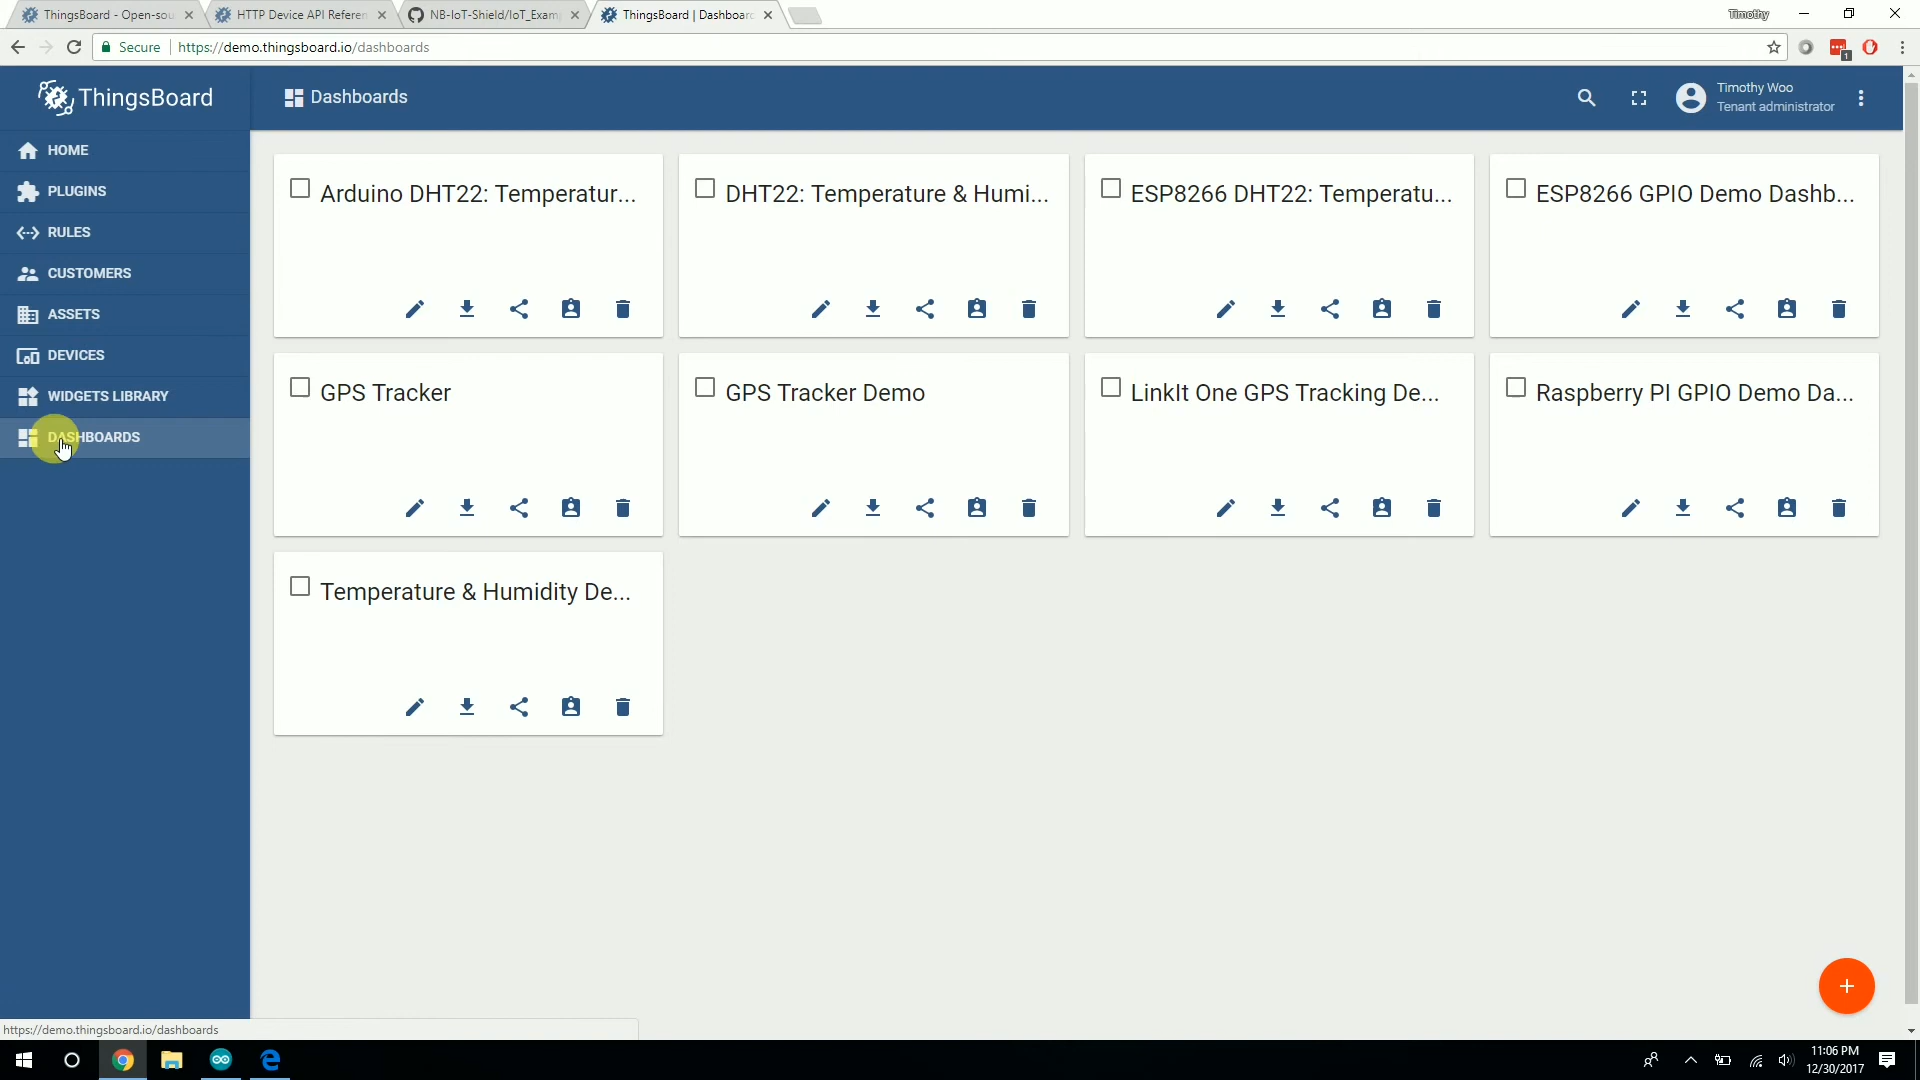 ThingsBoard - Open-sou
HTTP Device API Referen
NB-IoT-Shield/IoT_Exam
ThingsBoard | Dashboard
Timothy
Secure
https://demo.thingsboard.io/dashboards
ThingsBoard
Dashboards
Timothy Woo
Tenant administrator
HOME
PLUGINS
RULES
CUSTOMERS
ASSETS
DEVICES
WIDGETS LIBRARY
DASHBOARDS
Arduino DHT22: Temperatur...
DHT22: Temperature & Humi...
ESP8266 DHT22: Temperatu...
ESP8266 GPIO Demo Dashb...
GPS Tracker
GPS Tracker Demo
LinkIt One GPS Tracking De...
Raspberry PI GPIO Demo Da...
Temperature & Humidity De...
https://demo.thingsboard.io/dashboards
11:06 PM
12/30/2017